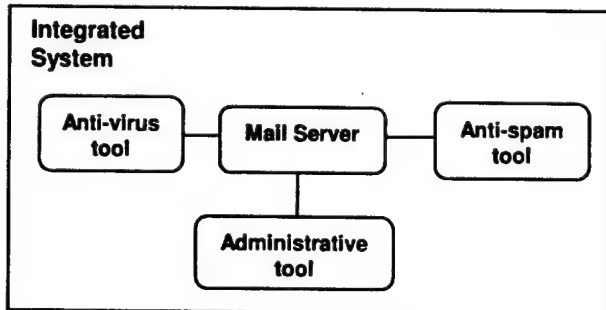 Integrated
System
Anti-virus
tool
Mail Server
Anti-spam
tool
Administrative
tool